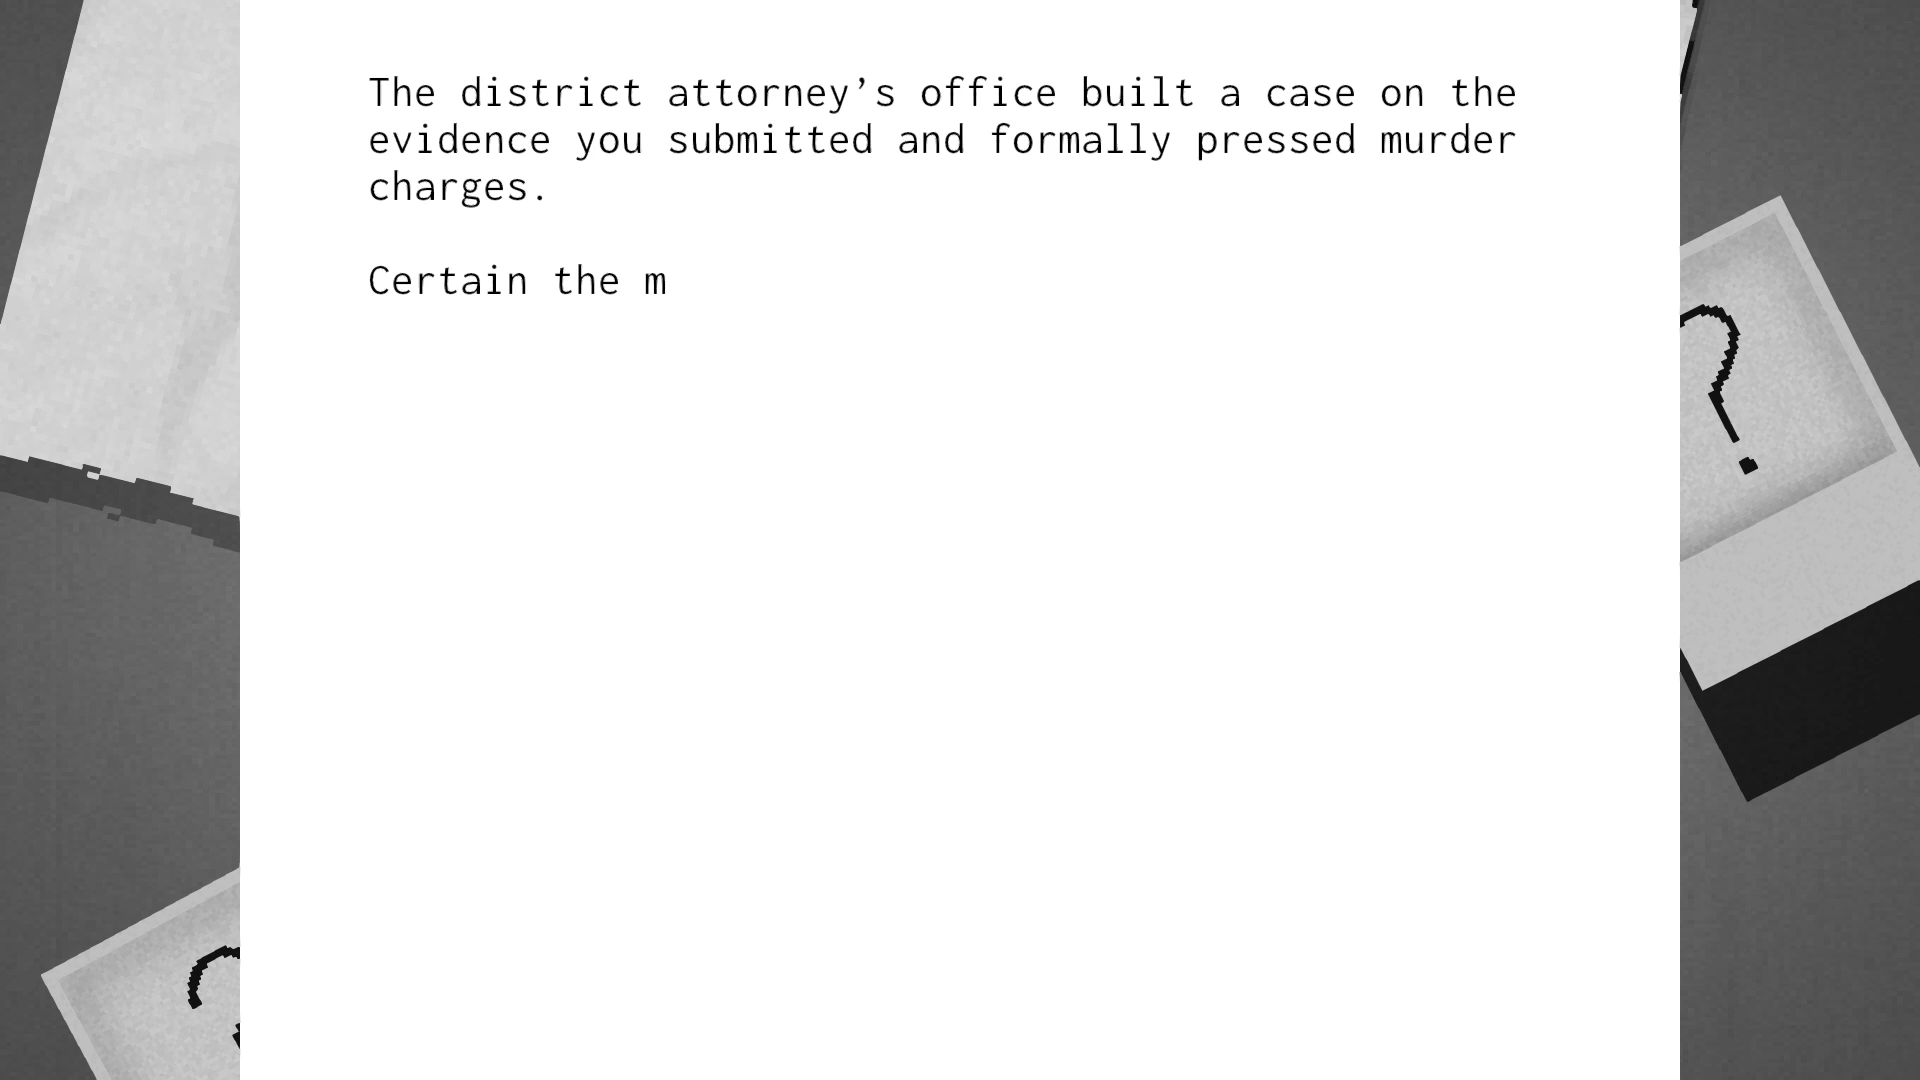 The district attorney’s office built a case on the
evidence you submitted and formally pressed murder
charges.
Certain the m
?
?